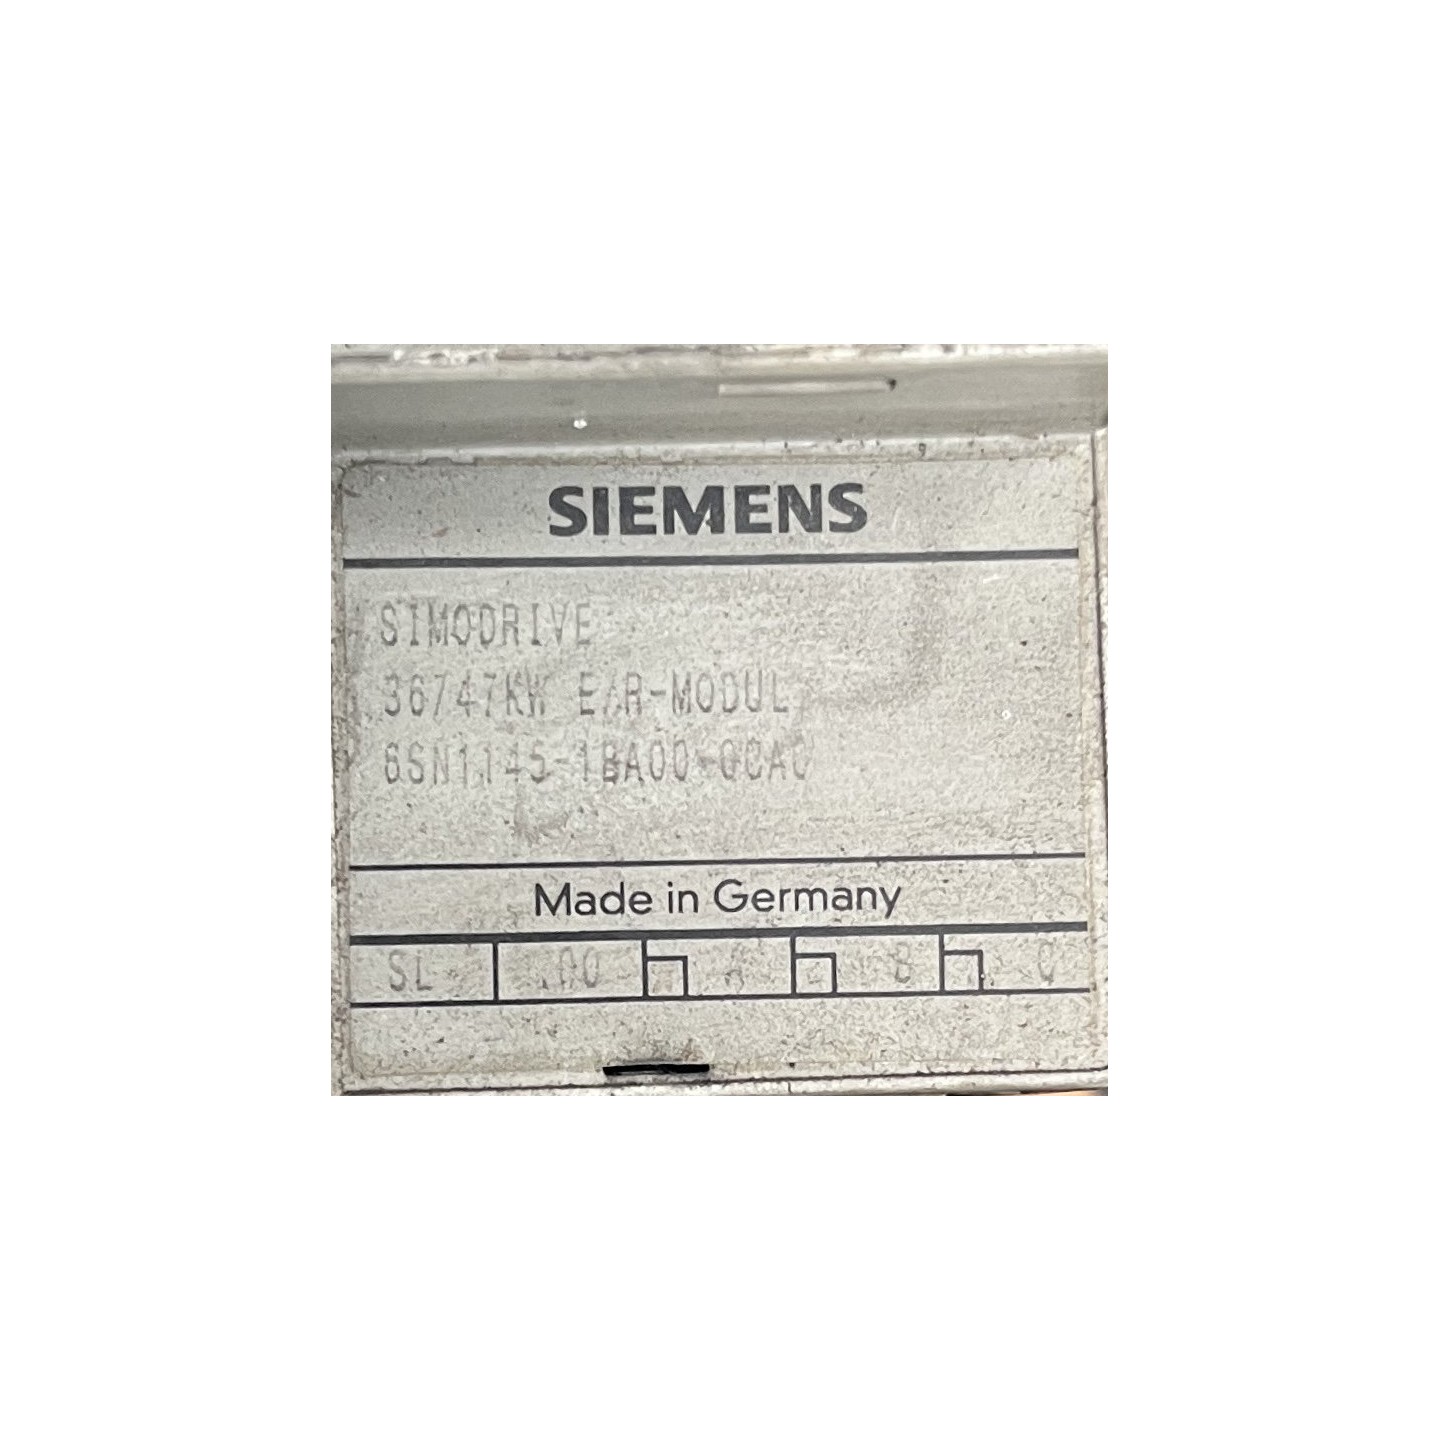 SIEMENS
SIMODRIVE
36/47KW E/R-MODUL
6SN1145-1BA00-0CA0
Made in Germany
SL .00 A B C